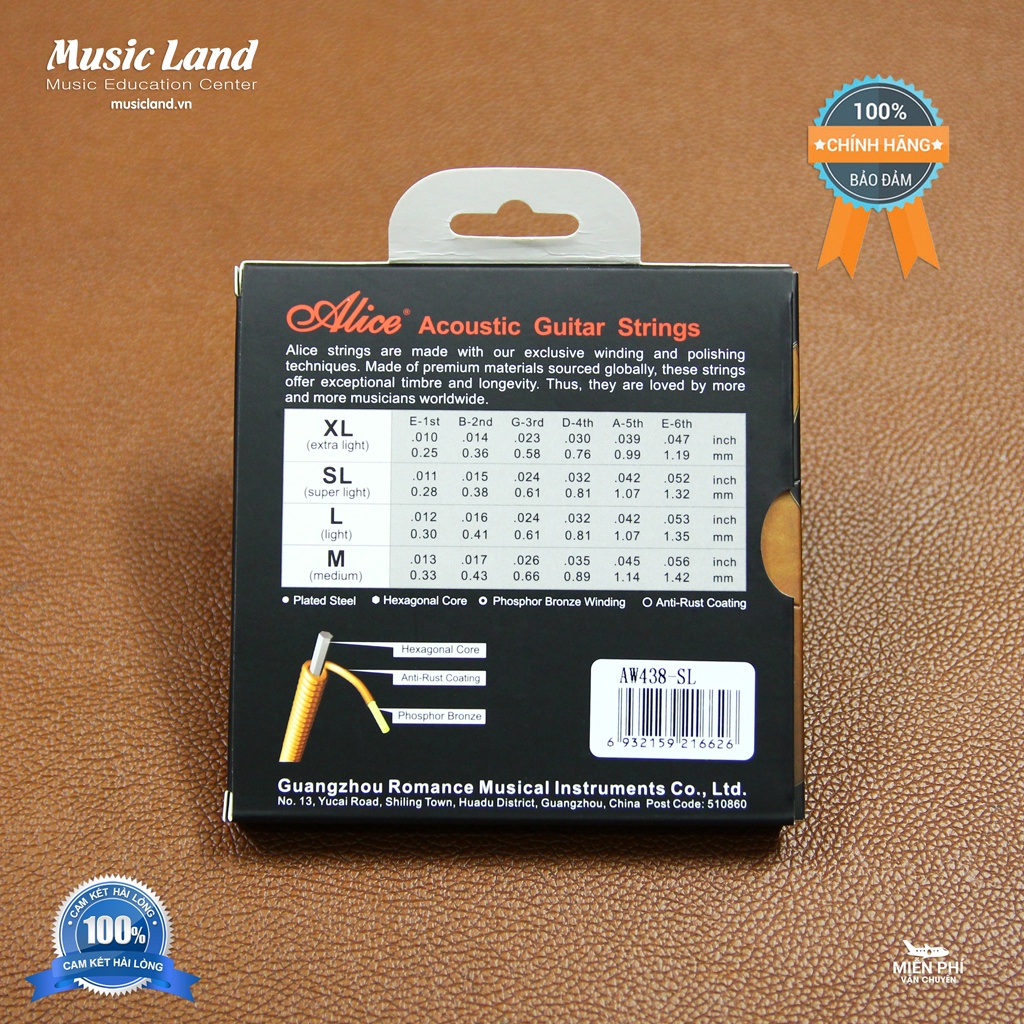 Music Land
Music Education Center
musicland.vn
100%
CHÍNH HÃNG
BẢO ĐẢM
Alice® Acoustic Guitar Strings
Alice strings are made with our exclusive winding and polishing
techniques. Made of premium materials sourced globally, these strings
offer exceptional timbre and longevity. Thus, they are loved by more
and more musicians worldwide.
E-1st B-2nd G-3rd D-4th A-5th E-6th
XL .010 .014 .023 .030 .039 .047 inch
(extra light) 0.25 0.36 0.58 0.76 0.99 1.19 mm
SL .011 .015 .024 .032 .042 .052 inch
(super light) 0.28 0.38 0.61 0.81 1.07 1.32 mm
L .012 .016 .024 .032 .042 .053 inch
(light) 0.30 0.41 0.61 0.81 1.07 1.35 mm
M .013 .017 .026 .035 .045 .056 inch
(medium) 0.33 0.43 0.66 0.89 1.14 1.42 mm
Plated Steel Hexagonal Core Phosphor Bronze Winding Anti-Rust Coating
Hexagonal Core
Anti-Rust Coating
Phosphor Bronze
AW438-SL
6 932159 216626
Guangzhou Romance Musical Instruments Co., Ltd.
No. 13, Yucai Road, Shiling Town, Huadu District, Guangzhou, China Post Code: 510860
CAM KẾT HÀI LÒNG
100%
CAM KẾT HÀI LÒNG
MIỄN PHÍ
VẬN CHUYỂN